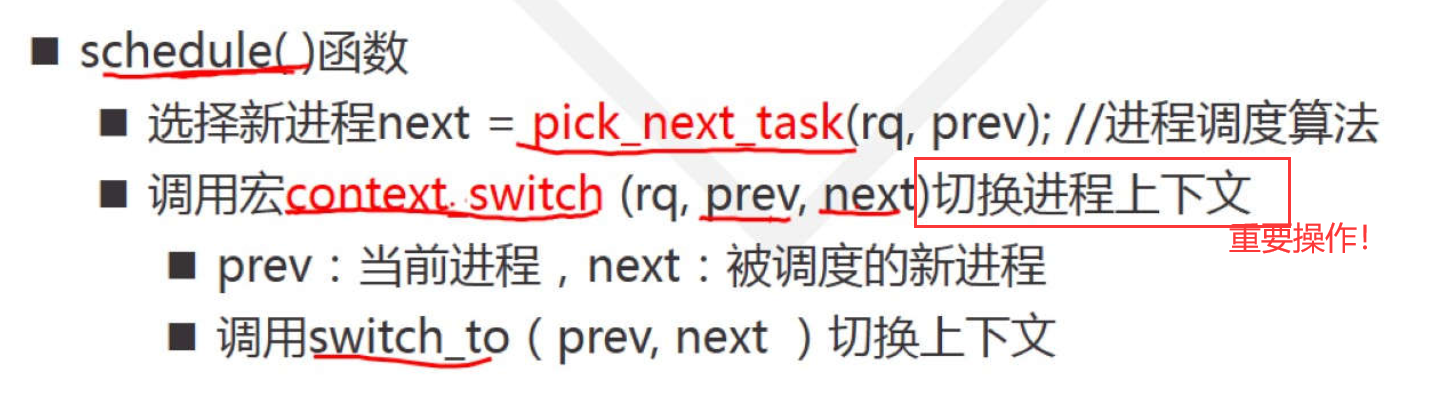 schedule( )函数
选择新进程next = pick_next_task(rq, prev); //进程调度算法
调用宏context_switch (rq, prev, next)切换进程上下文
重要操作！
prev：当前进程，next：被调度的新进程
调用switch_to（prev, next ）切换上下文